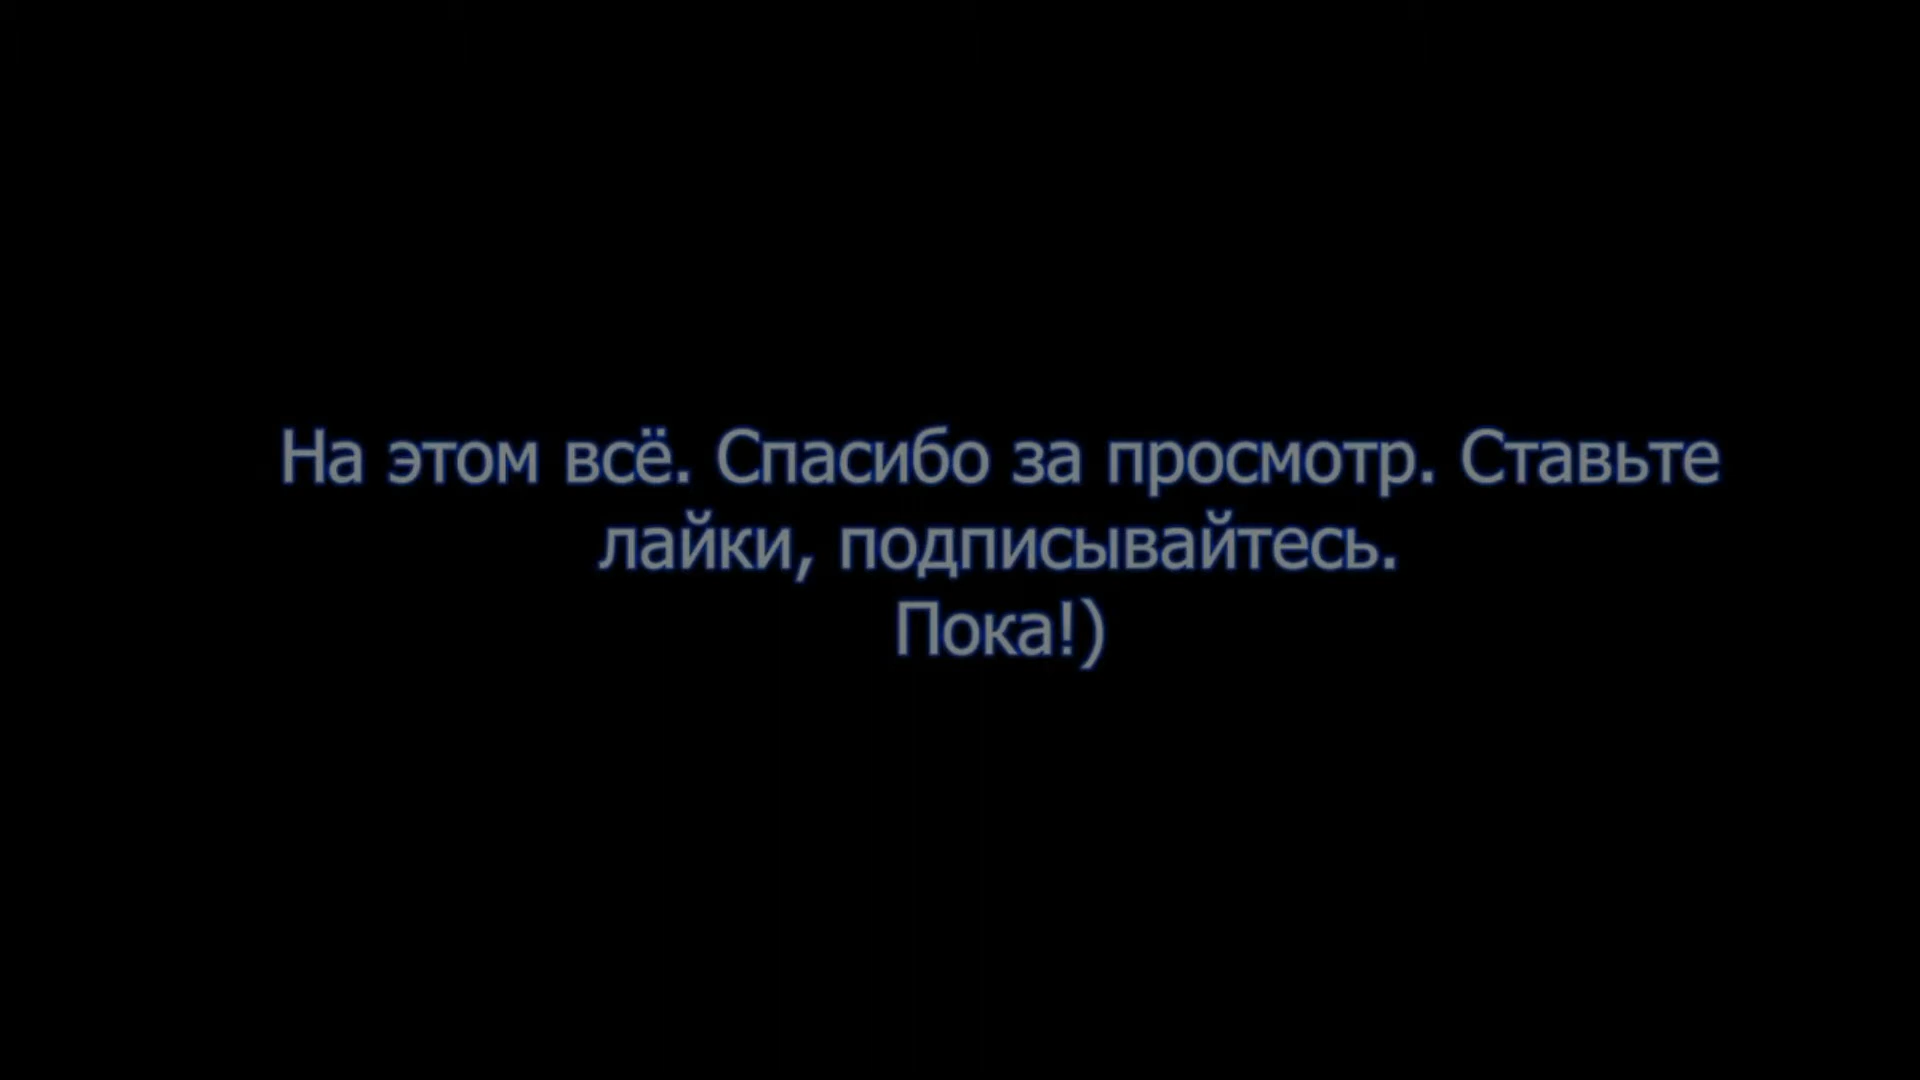 На этом всё. Спасибо за просмотр. Ставьте
лайки, подписывайтесь.
Пока!)